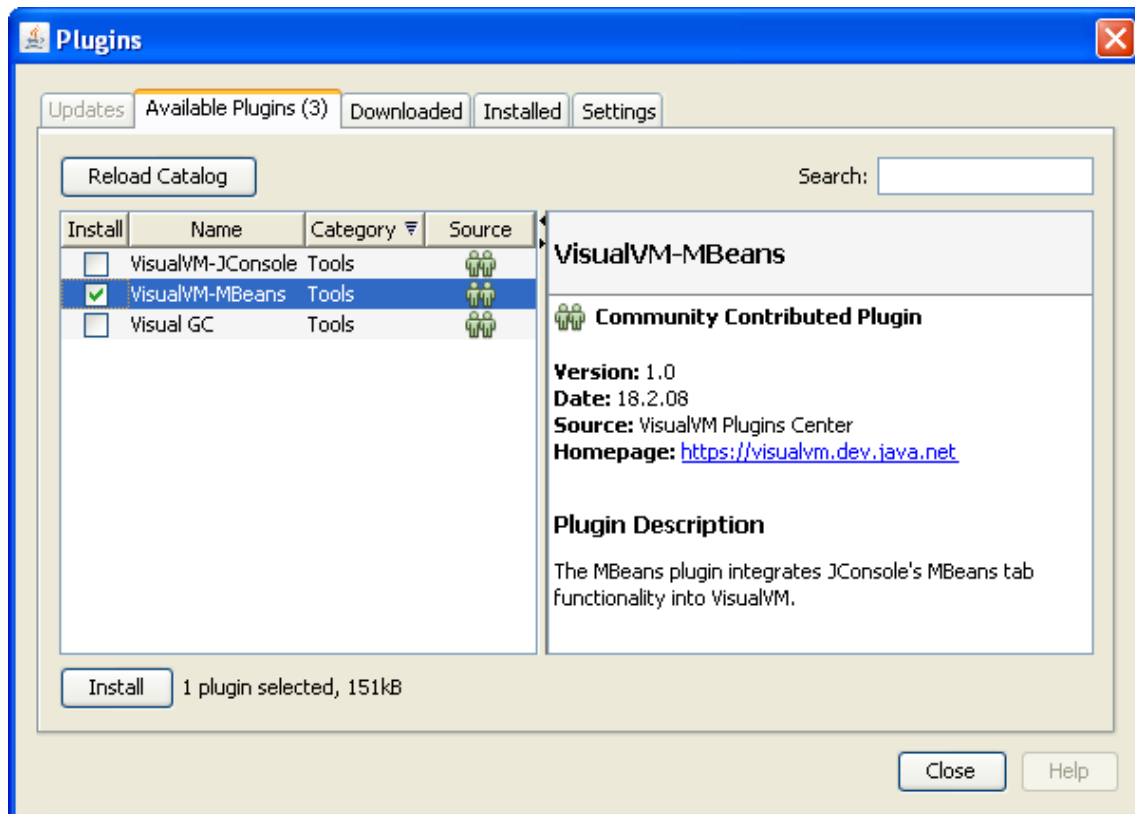 Plugins
Updates Available Plugins (3) Downloaded Installed Settings
Reload Catalog Search:
Install Name Category Source
VisualVM-JConsole Tools
VisualVM-MBeans Tools
Visual GC Tools
VisualVM-MBeans
Community Contributed Plugin
Version: 1.0
Date: 18.2.08
Source: VisualVM Plugins Center
Homepage: https://visualvm.dev.java.net
Plugin Description
The MBeans plugin integrates JConsole's MBeans tab
functionality into VisualVM.
Install 1 plugin selected, 151kB
Close Help